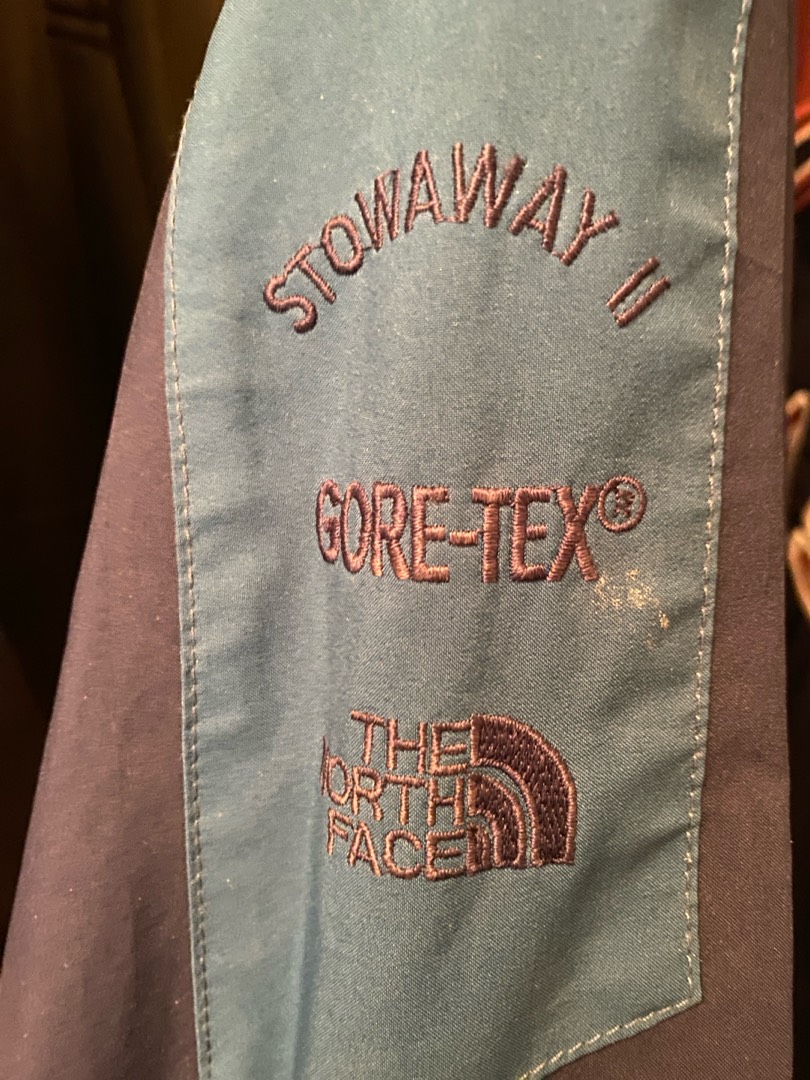 STOWAWAY II
GORE-TEX®
THE
NORTH
FACE